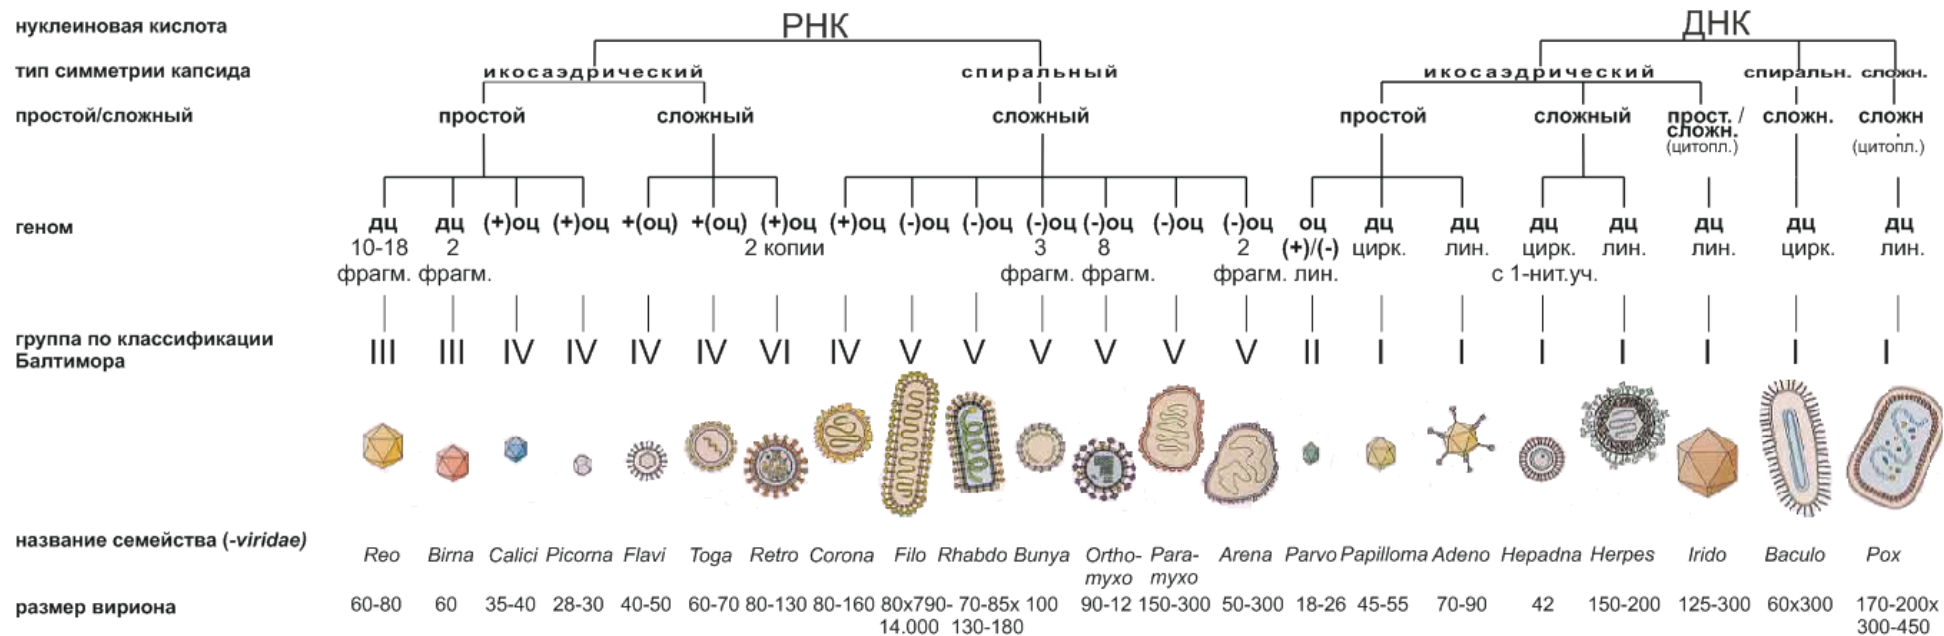 нуклеиновая кислота РНК ДНК
тип симметрии капсида икосаэдрический спиральный икосаэдрический спиральн. сложн.
простой/сложный простой сложный сложный простой сложный прост. / сложн. сложн
сложн.
(цитопл.) (цитопл.)
геном дц дц (+)оц (+)оц +(оц) +(оц) (+)оц (+)оц (-)оц (-)оц (-)оц (-)оц (-)оц (-)оц оц дц дц дц дц дц дц дц
10-18 2 2 копии 3 8 2 (+)/(-) цирк. лин. цирк. лин. лин. цирк. лин.
фрагм. фрагм. фрагм. фрагм. фрагм. лин. с 1-нит.уч.
группа по классификации
Балтимора III III IV IV IV IV VI IV V V V V V V II I I I I I I I
название семейства (-viridae) Reo Birna Calici Picorna Flavi Toga Retro Corona Filo Rhabdo Bunya Ortho- Para- Arena Parvo Papilloma Adeno Hepadna Herpes Irido Baculo Pox
myxo myxo
размер вириона 60-80 60 35-40 28-30 40-50 60-70 80-130 80-160 80x790- 70-85x 100 90-12 150-300 50-300 18-26 45-55 70-90 42 150-200 125-300 60x300 170-200x
14.000 130-180 300-450